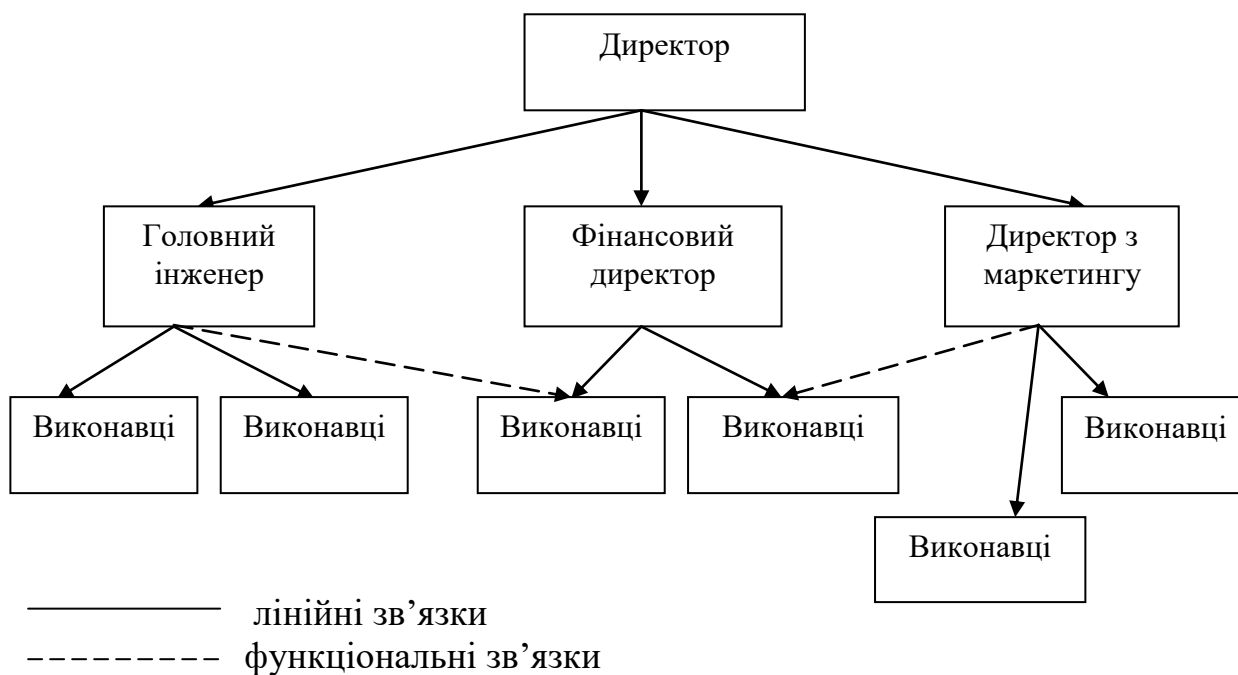 Директор
Головний
інженер
Фінансовий
директор
Директор з
маркетингу
Виконавці
Виконавці
Виконавці
Виконавці
Виконавці
Виконавці
лінійні зв’язки
функціональні зв’язки